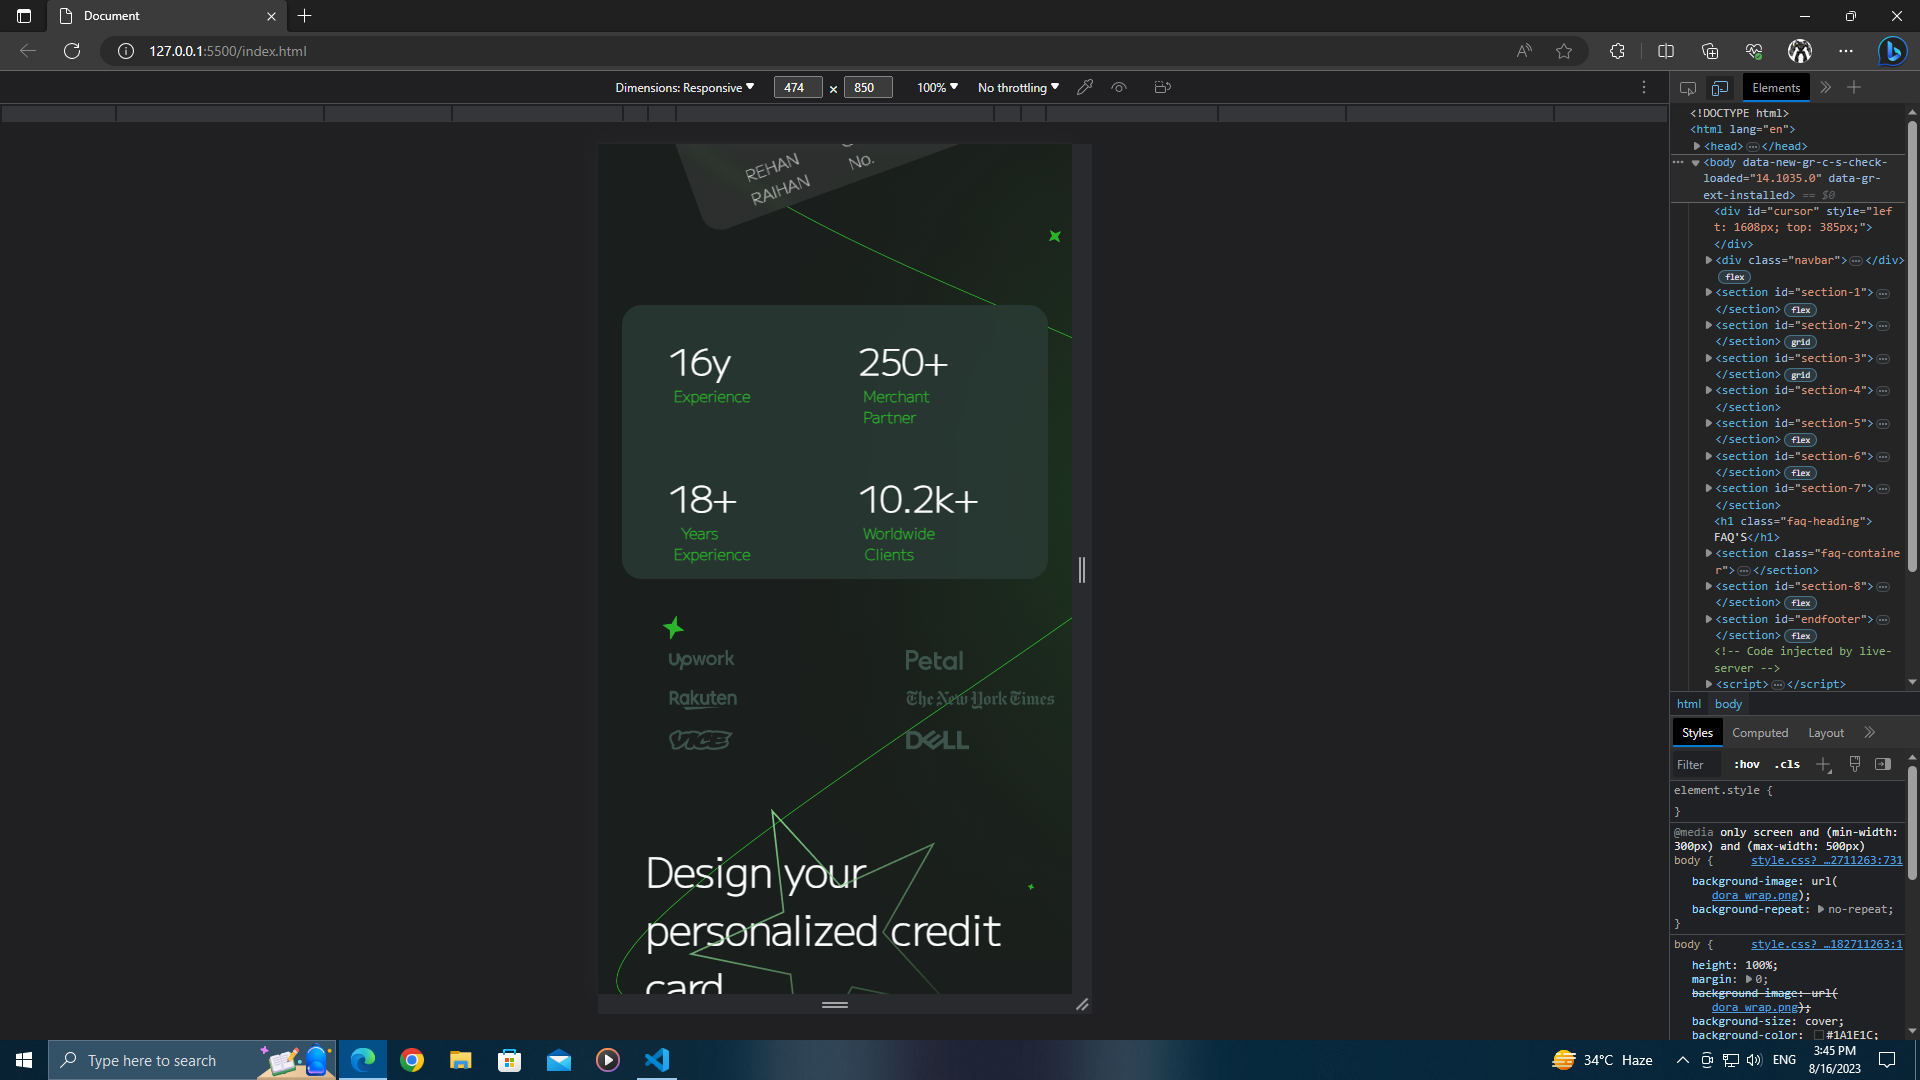 Document
127.0.0.1:5500/index.html
Dimensions: Responsive
474 × 850
100%
No throttling
Elements
REHAN
RAIHAN
No.
16y
Experience
250+
Merchant
Partner
18+
Years
Experience
10.2k+
Worldwide
Clients
Upwork
Petal
Rakuten
The New York Times
VICE
DELL
Design your
personalized credit
card
<!DOCTYPE html>
<html lang="en">
<head> ⋯ </head>
<body data-new-gr-c-s-check-
loaded="14.1035.0" data-gr-
ext-installed> == $0
<div id="cursor" style="lef
t: 1608px; top: 385px;">
</div>
<div class="navbar"> ⋯ </div>
flex
<section id="section-1"> ⋯
</section> flex
<section id="section-2"> ⋯
</section> grid
<section id="section-3"> ⋯
</section> grid
<section id="section-4"> ⋯
</section>
<section id="section-5"> ⋯
</section> flex
<section id="section-6"> ⋯
</section> flex
<section id="section-7"> ⋯
</section>
<h1 class="faq-heading">
FAQ'S</h1>
<section class="faq-containe
r"> ⋯ </section>
<section id="section-8"> ⋯
</section> flex
<section id="endfooter"> ⋯
</section> flex
<!-- Code injected by live-
server -->
<script> ⋯ </script>
html body
Styles Computed Layout
Filter :hov .cls
element.style {
}
@media only screen and (min-width:
300px) and (max-width: 500px)
body { style.css?_…2711263:731
background-image: url(
dora wrap.png);
background-repeat: no-repeat;
}
body { style.css?_…182711263:1
height: 100%;
margin: 0;
background-image: url(
dora wrap.png);
background-size: cover;
background-color: #1A1E1C;
Type here to search
34°C Haze
ENG
3:45 PM
8/16/2023